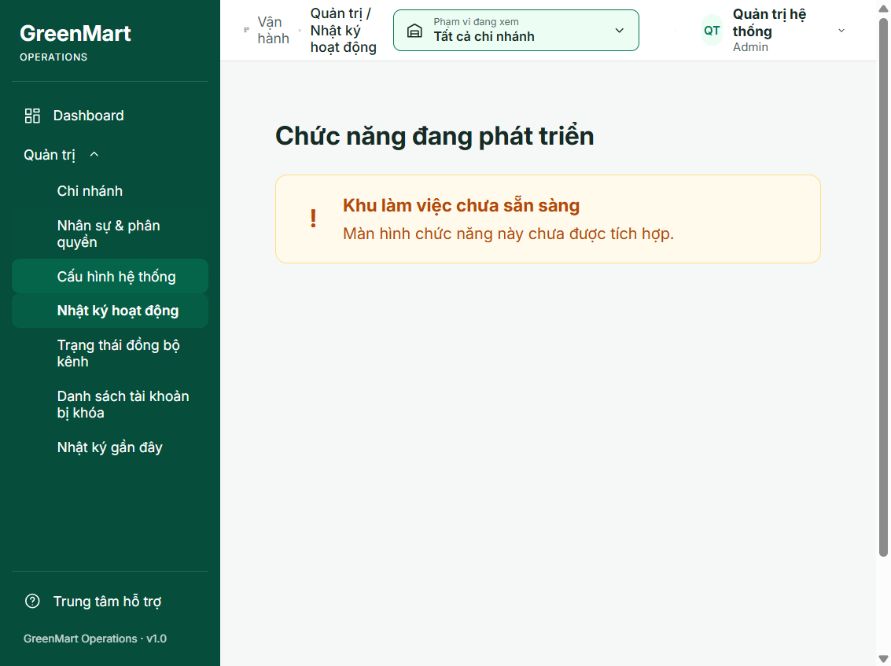 GreenMart
OPERATIONS
Dashboard
Quản trị
Chi nhánh
Nhân sự & phân
quyền
Cấu hình hệ thống
Nhật ký hoạt động
Trạng thái đồng bộ
kênh
Danh sách tài khoản
bị khóa
Nhật ký gần đây
Trung tâm hỗ trợ
GreenMart Operations · v1.0
Vận
hành
Quản trị /
Nhật ký
hoạt động
Phạm vi đang xem
Tất cả chi nhánh
QT
Quản trị hệ
thống
Admin
Chức năng đang phát triển
!
Khu làm việc chưa sẵn sàng
Màn hình chức năng này chưa được tích hợp.